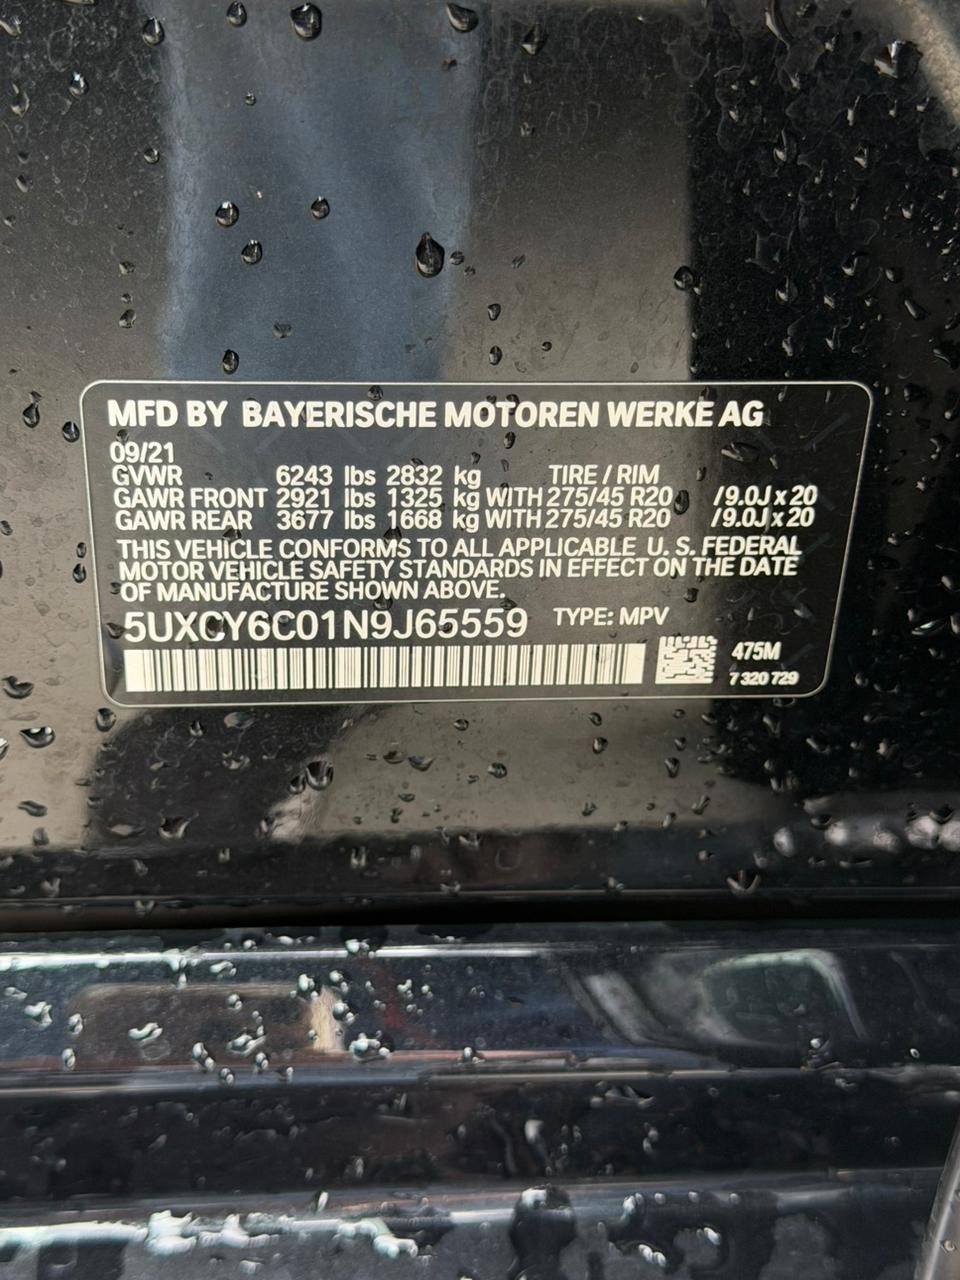 MFD BY BAYERISCHE MOTOREN WERKE AG
09/21
GVWR 6243 lbs 2832 kg TIRE / RIM
GAWR FRONT 2921 lbs 1325 kg WITH 275/45 R20 / 9.0J x 20
GAWR REAR 3677 lbs 1668 kg WITH 275/45 R20 / 9.0J x 20
THIS VEHICLE CONFORMS TO ALL APPLICABLE U. S. FEDERAL
MOTOR VEHICLE SAFETY STANDARDS IN EFFECT ON THE DATE
OF MANUFACTURE SHOWN ABOVE.
5UXCY6C01N9J65559 TYPE: MPV
475M
7 320 729